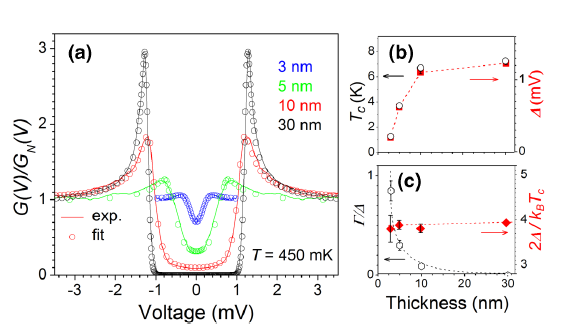 (a)
3 nm
5 nm
10 nm
30 nm
exp.
fit
T = 450 mK
G(V)/G_N(V)
3
2
1
0
-3 -2 -1 0 1 2 3
Voltage (mV)
(b)
T_C (K)
8
6
4
2
0
1
0
Δ (mV)
(c)
Γ/Δ
1
0
5
4
3
2Δ / k_BT_c
0 10 20 30
Thickness (nm)